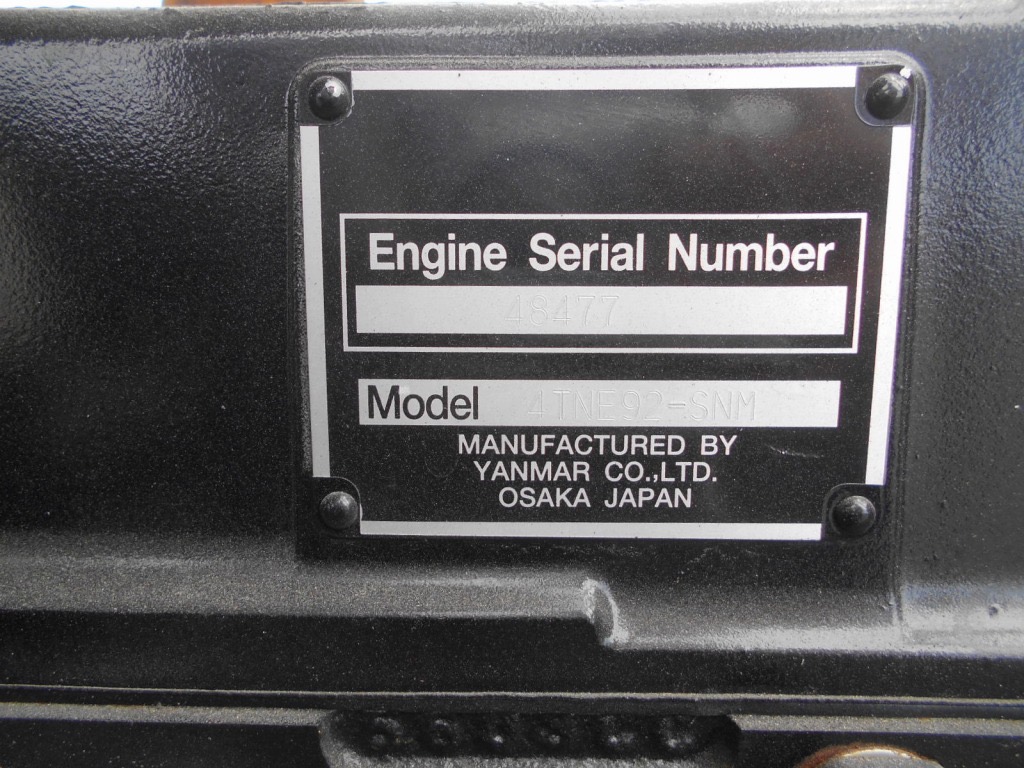 Engine Serial Number
48477
Model 4TNE92-SNM
MANUFACTURED BY
YANMAR CO.,LTD.
OSAKA JAPAN